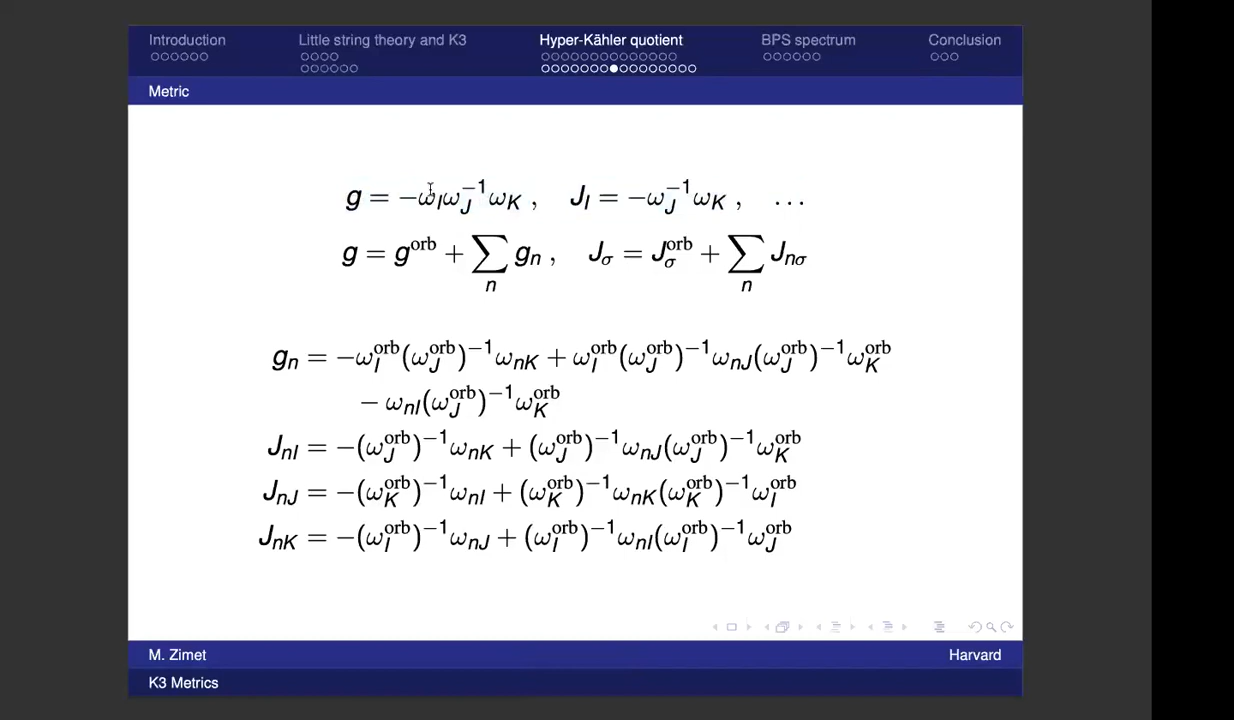 Introduction Little string theory and K3 Hyper-Kähler quotient BPS spectrum Conclusion
Metric
g = −ω_I ω_J^{−1} ω_K , J_I = −ω_J^{−1} ω_K , ...
g = g^{orb} + ∑_n g_n , J_σ = J_σ^{orb} + ∑_n J_{nσ}
g_n = −ω_I^{orb}(ω_J^{orb})^{−1}ω_{nK} + ω_I^{orb}(ω_J^{orb})^{−1}ω_{nJ}(ω_J^{orb})^{−1}ω_K^{orb}
− ω_{nI}(ω_J^{orb})^{−1}ω_K^{orb}
J_{nI} = −(ω_J^{orb})^{−1}ω_{nK} + (ω_J^{orb})^{−1}ω_{nJ}(ω_J^{orb})^{−1}ω_K^{orb}
J_{nJ} = −(ω_K^{orb})^{−1}ω_{nI} + (ω_K^{orb})^{−1}ω_{nK}(ω_K^{orb})^{−1}ω_I^{orb}
J_{nK} = −(ω_I^{orb})^{−1}ω_{nJ} + (ω_I^{orb})^{−1}ω_{nI}(ω_I^{orb})^{−1}ω_J^{orb}
M. Zimet Harvard
K3 Metrics